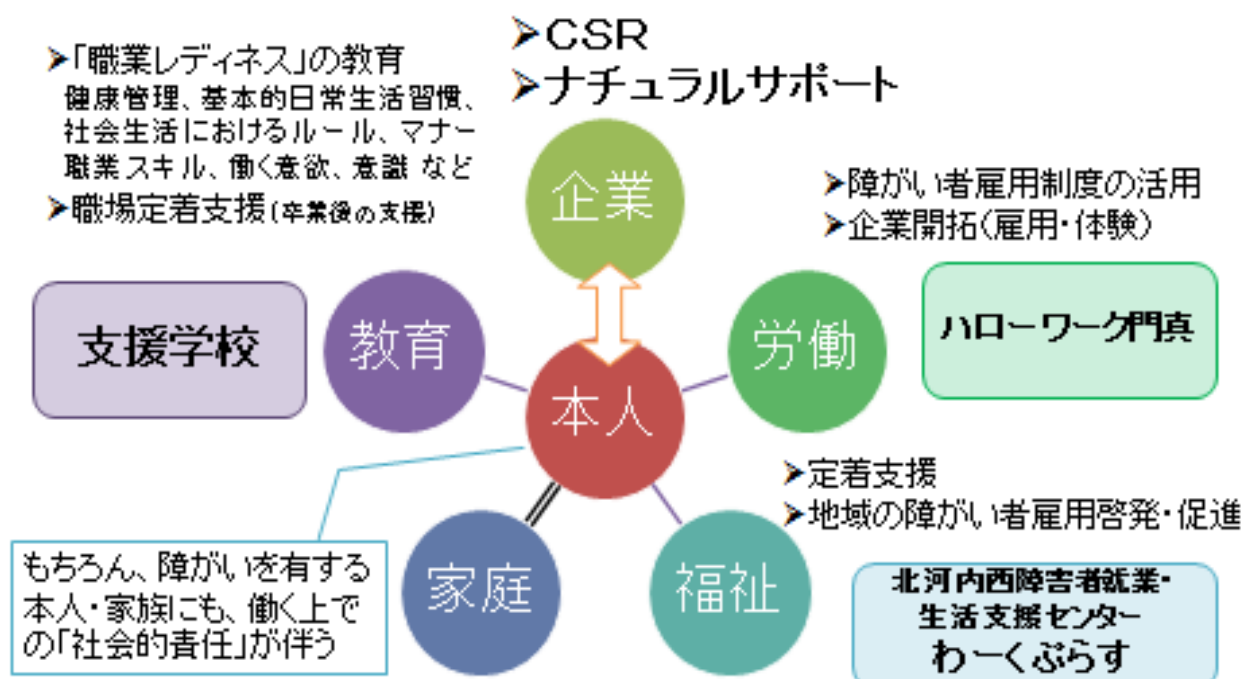 ➢CSR
➢ナチュラルサポート
➢「職業レディネス」の教育
健康管理、基本的日常生活習慣、
社会生活におけるルール、マナー
職業スキル、働く意欲、意識 など
➢職場定着支援(卒業後の支援)
企業
➢障がい者雇用制度の活用
➢企業開拓(雇用・体験)
支援学校
教育
労働
ハローワーク門真
本人
➢定着支援
➢地域の障がい者雇用啓発・促進
もちろん、障がいを有する
本人・家族にも、働く上で
の「社会的責任」が伴う
家庭
福祉
北河内西障害者就業・
生活支援センター
わーくぷらす